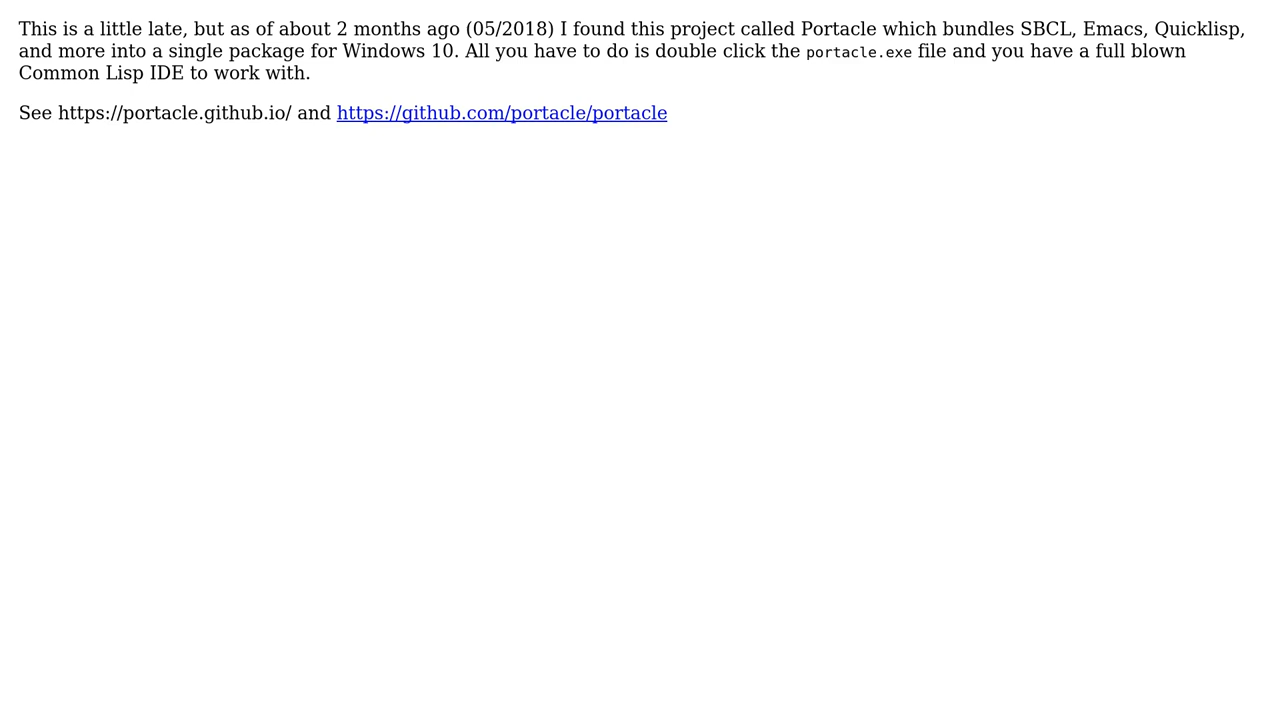 This is a little late, but as of about 2 months ago (05/2018) I found this project called Portacle which bundles SBCL, Emacs, Quicklisp,
and more into a single package for Windows 10. All you have to do is double click the portacle.exe file and you have a full blown
Common Lisp IDE to work with.
See https://portacle.github.io/ and https://github.com/portacle/portacle